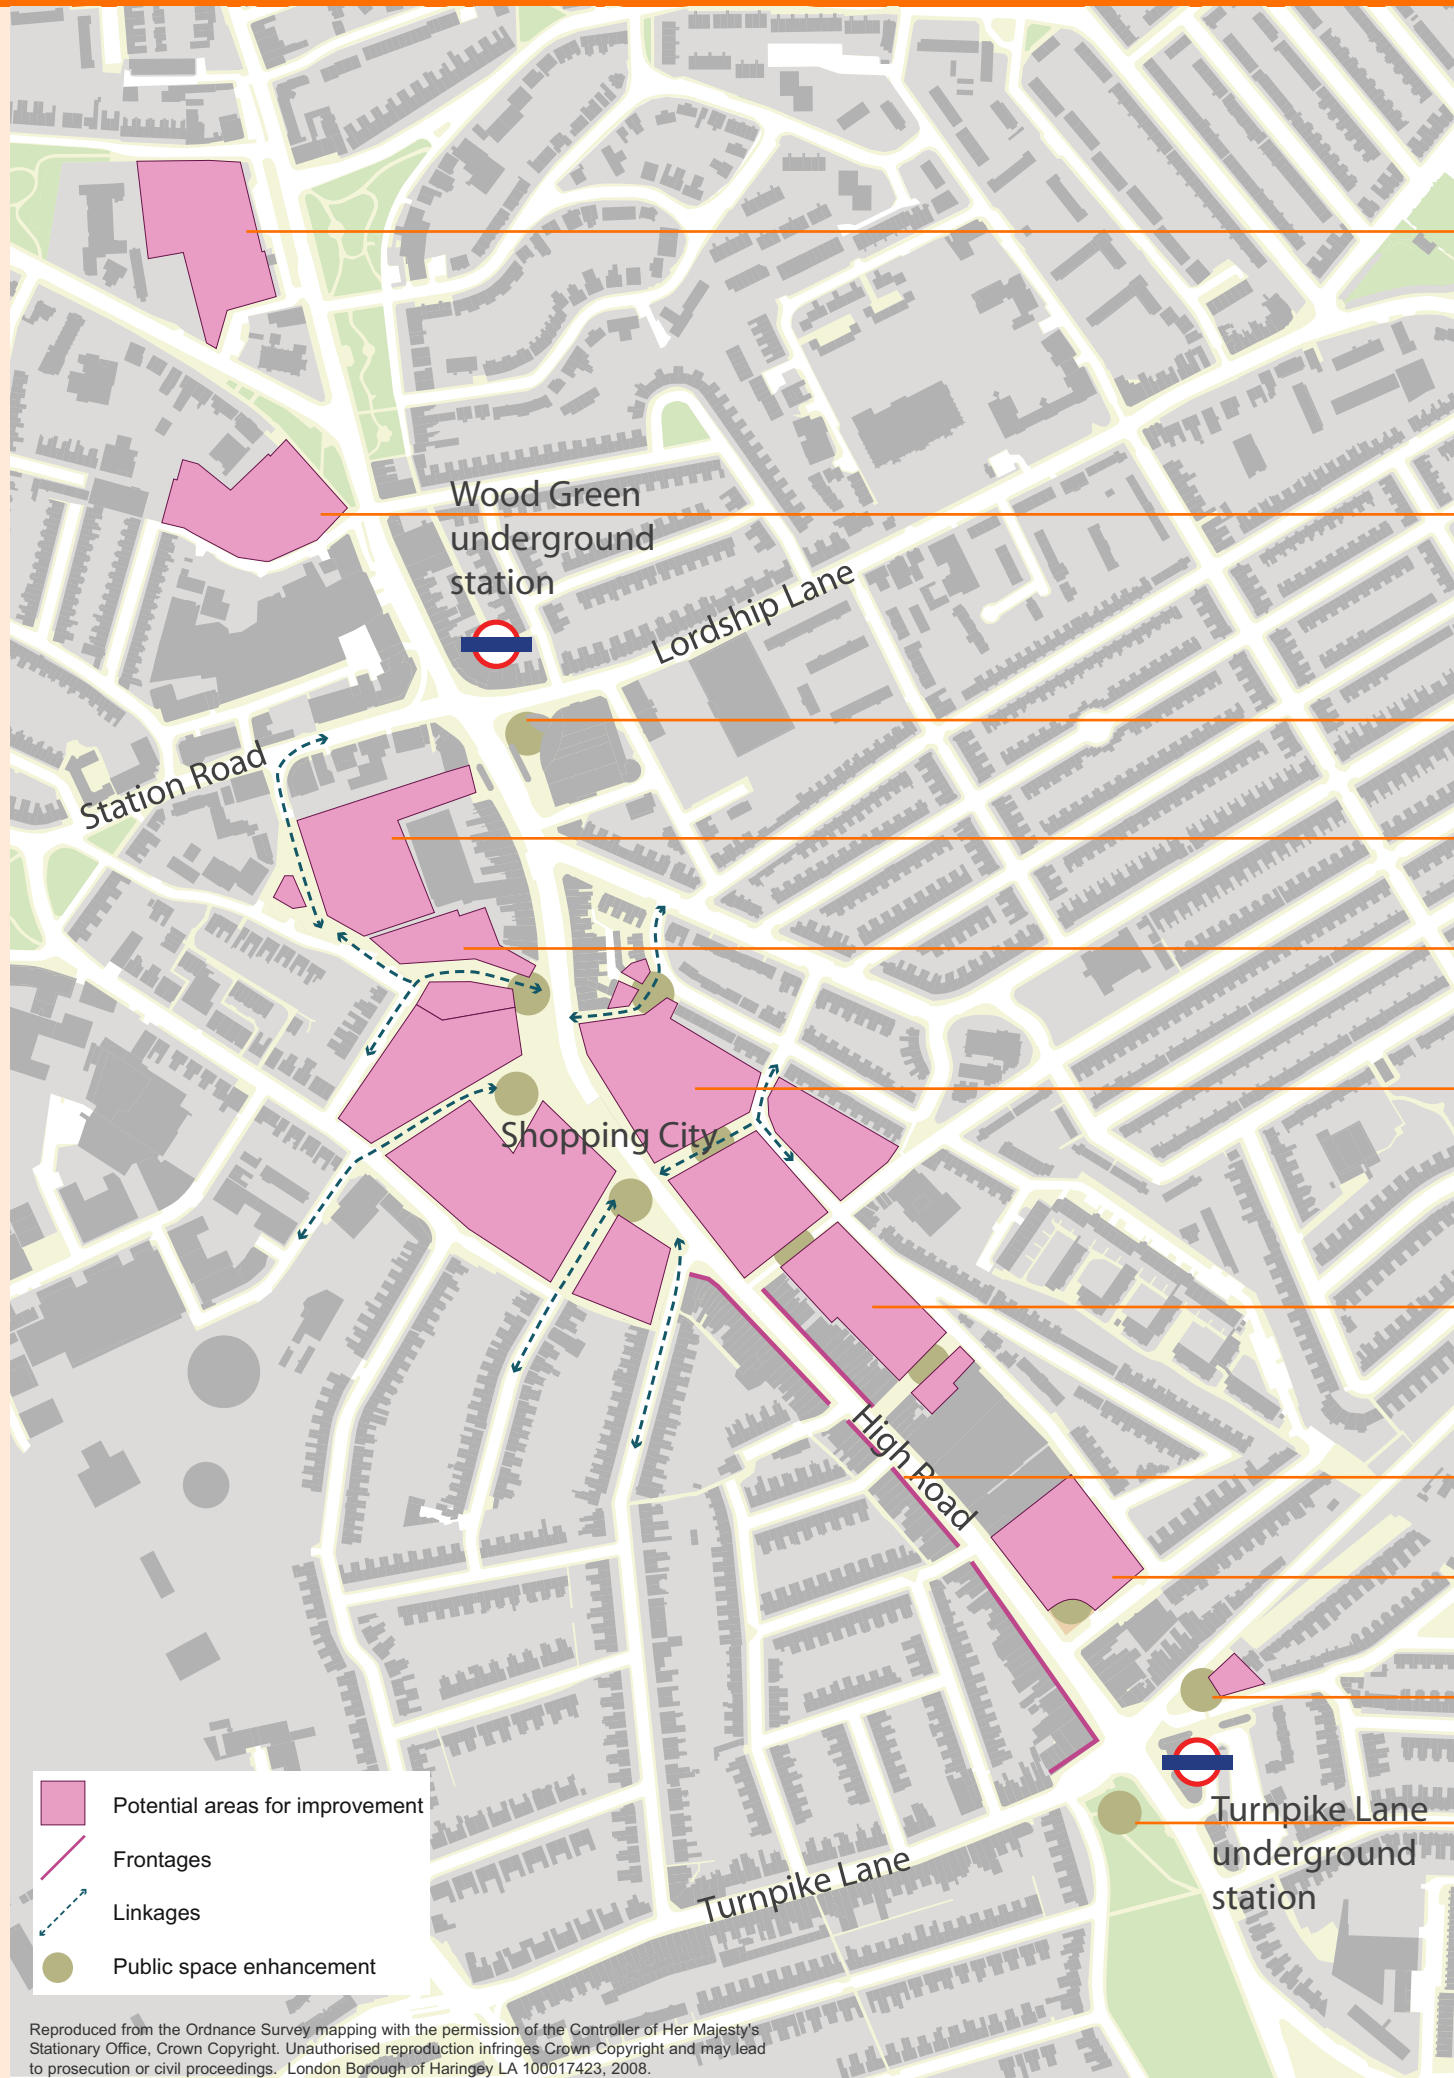 Wood Green
underground
station
Lordship Lane
Station Road
Shopping City
High Road
Turnpike Lane
underground
station
Turnpike Lane
Potential areas for improvement
Frontages
Linkages
Public space enhancement
Reproduced from the Ordnance Survey mapping with the permission of the Controller of Her Majesty's
Stationary Office, Crown Copyright. Unauthorised reproduction infringes Crown Copyright and may lead
to prosecution or civil proceedings. London Borough of Haringey LA 100017423, 2008.